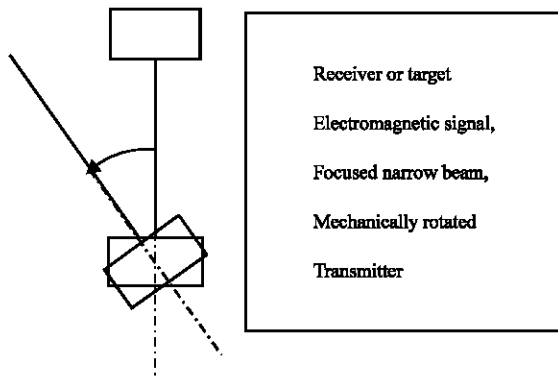 Receiver or target
Electromagnetic signal,
Focused narrow beam,
Mechanically rotated
Transmitter